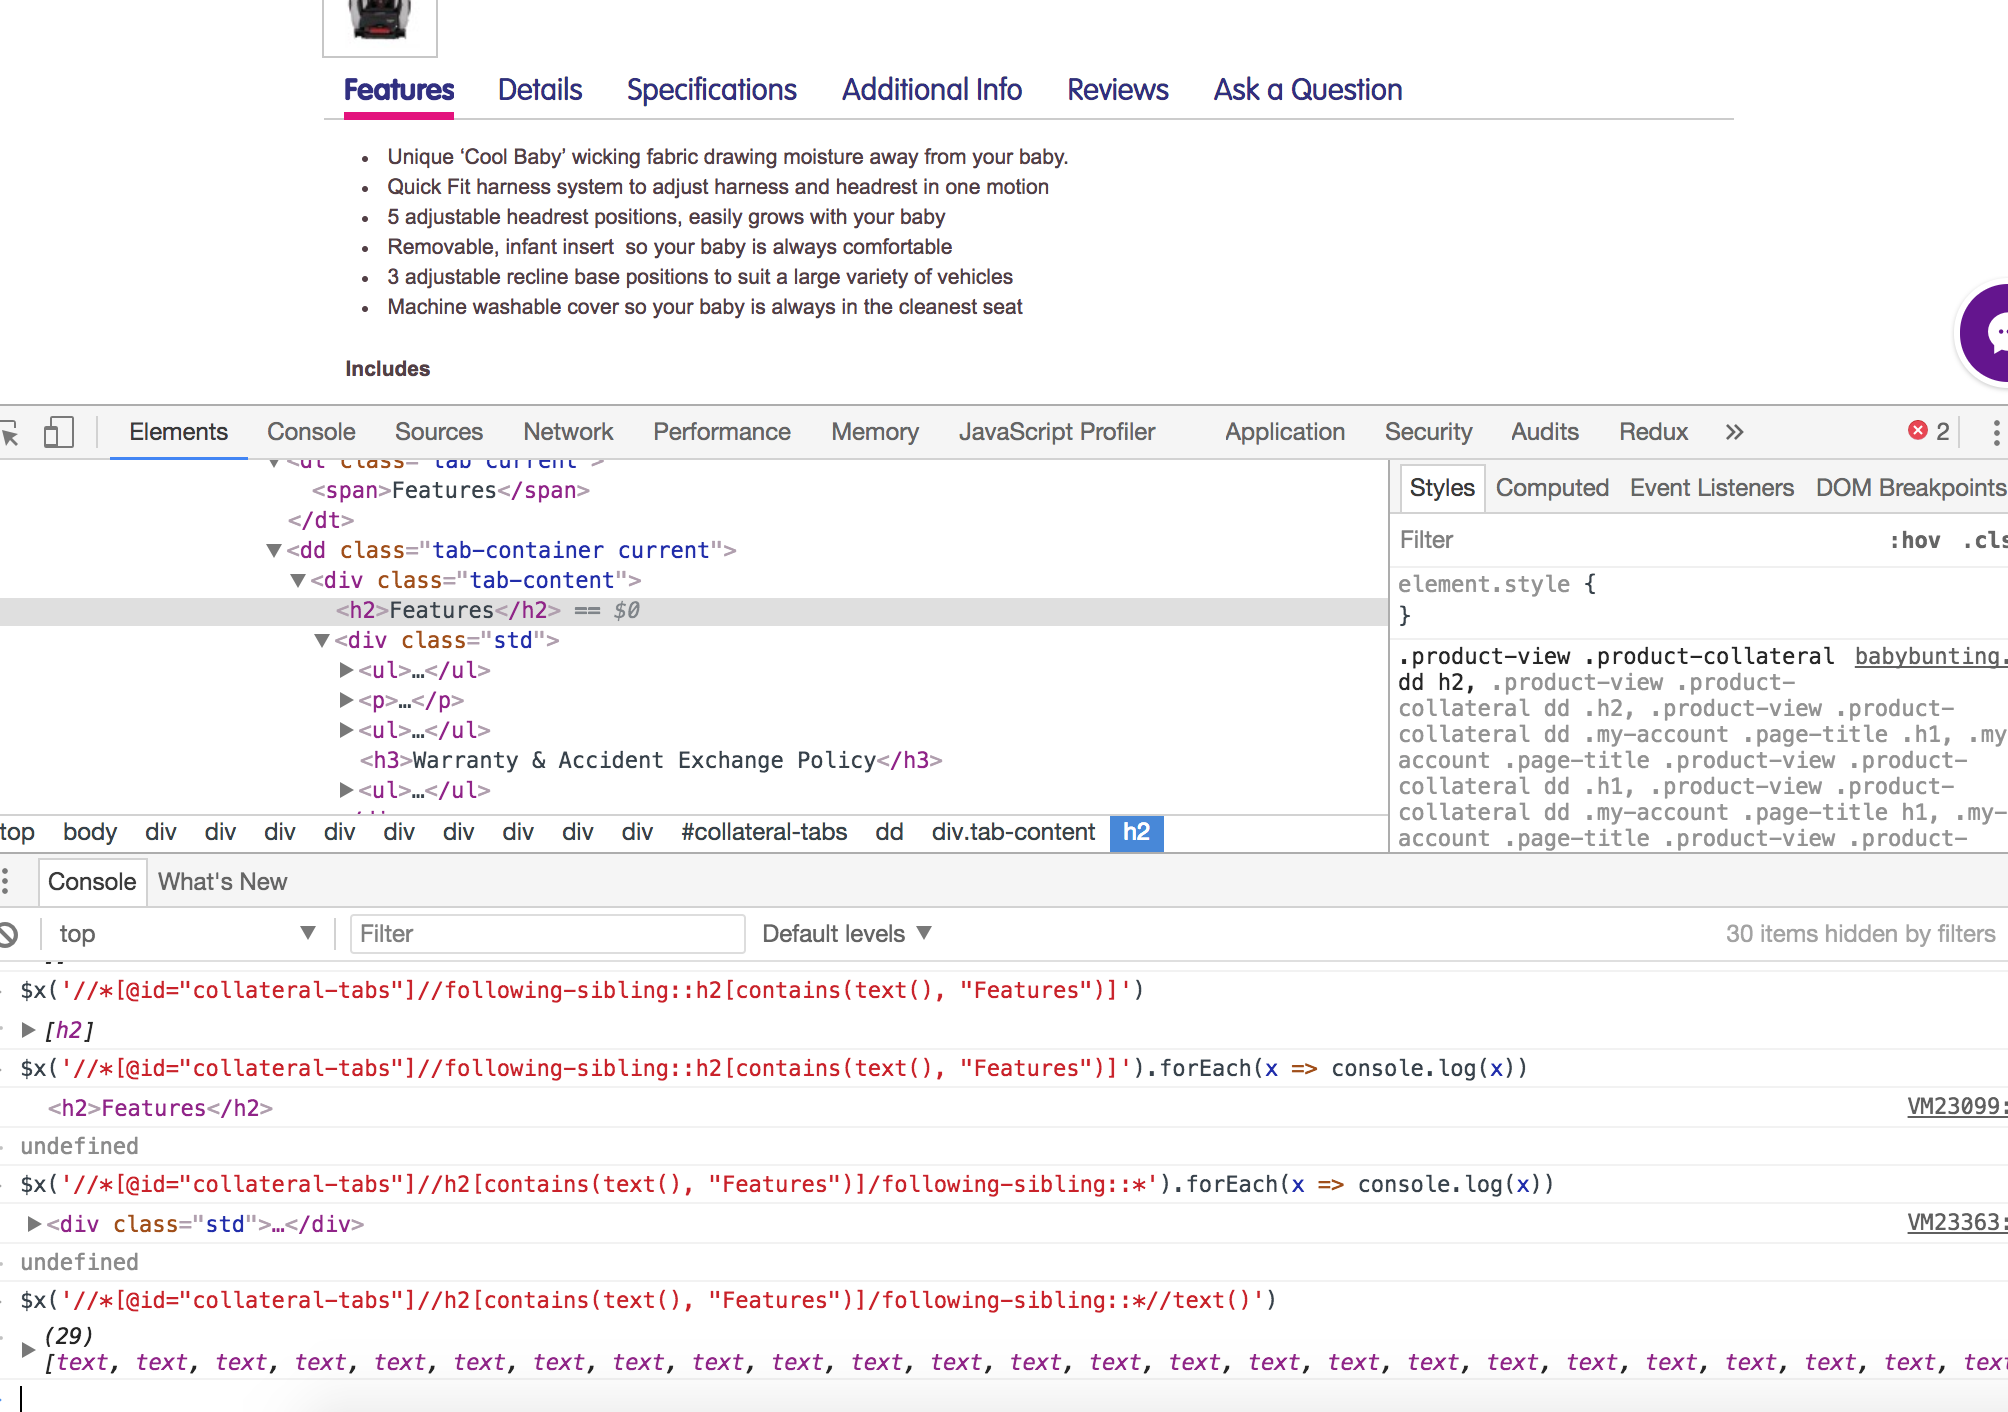 Features Details Specifications Additional Info Reviews Ask a Question
• Unique ‘Cool Baby’ wicking fabric drawing moisture away from your baby.
• Quick Fit harness system to adjust harness and headrest in one motion
• 5 adjustable headrest positions, easily grows with your baby
• Removable, infant insert  so your baby is always comfortable
• 3 adjustable recline base positions to suit a large variety of vehicles
• Machine washable cover so your baby is always in the cleanest seat
Includes
Elements Console Sources Network Performance Memory JavaScript Profiler Application Security Audits Redux » 2
<dt class="tab current">
<span>Features</span>
</dt>
<dd class="tab-container current">
<div class="tab-content">
<h2>Features</h2> == $0
<div class="std">
<ul>…</ul>
<p>…</p>
<ul>…</ul>
<h3>Warranty & Accident Exchange Policy</h3>
<ul>…</ul>
top body div div div div div div div div div #collateral-tabs dd div.tab-content h2
Styles Computed Event Listeners DOM Breakpoints
Filter :hov .cls
element.style {
}
.product-view .product-collateral babybunting.
dd h2, .product-view .product-
collateral dd .h2, .product-view .product-
collateral dd .my-account .page-title .h1, .my-
account .page-title .product-view .product-
collateral dd .h1, .product-view .product-
collateral dd .my-account .page-title h1, .my-
account .page-title .product-view .product-
Console What's New
top Filter Default levels 30 items hidden by filters
$x('//*[@id="collateral-tabs"]//following-sibling::h2[contains(text(), "Features")]')
[h2]
$x('//*[@id="collateral-tabs"]//following-sibling::h2[contains(text(), "Features")]').forEach(x => console.log(x))
<h2>Features</h2> VM23099:
undefined
$x('//*[@id="collateral-tabs"]//h2[contains(text(), "Features")]/following-sibling::*').forEach(x => console.log(x))
<div class="std">…</div> VM23363:
undefined
$x('//*[@id="collateral-tabs"]//h2[contains(text(), "Features")]/following-sibling::*//text()')
(29)
[text, text, text, text, text, text, text, text, text, text, text, text, text, text, text, text, text, text, text, text, text, text, text, text, text